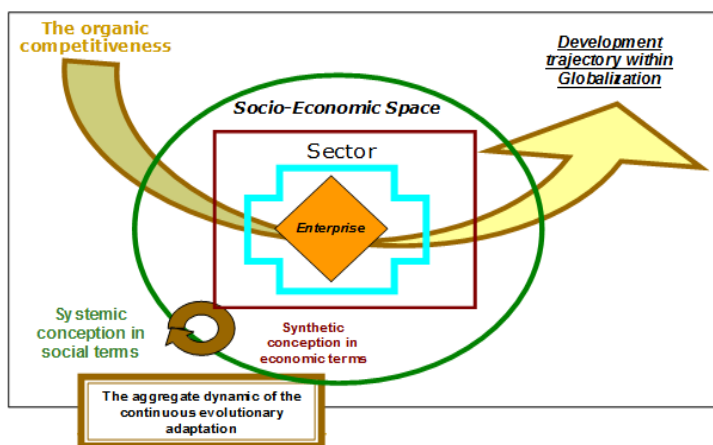 The organic
competitiveness
Development
trajectory within
Globalization
Socio-Economic Space
Sector
Enterprise
Systemic
conception in
social terms
Synthetic
conception in
economic terms
The aggregate dynamic of the
continuous evolutionary
adaptation